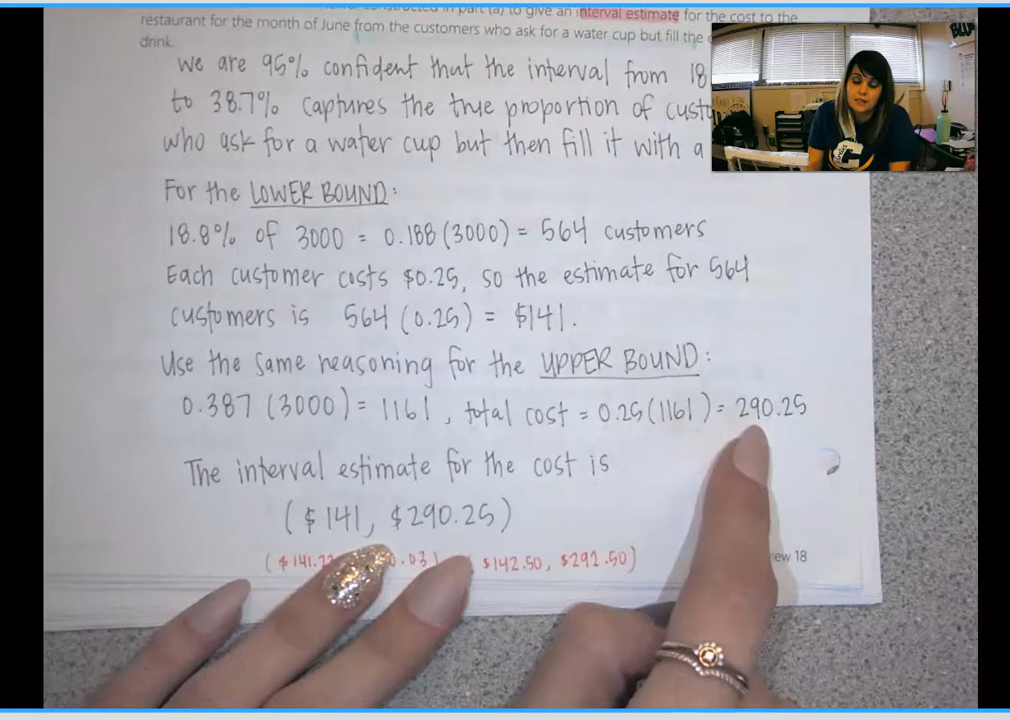 in part (a) to give an interval estimate for the cost to the
restaurant for the month of June from the customers who ask for a water cup but fill the
drink.
We are 95% confident that the interval from 18
to 38.7% captures the true proportion of
who ask for a water cup but then fill it with a
For the LOWER BOUND:
18.8% of 3000 = 0.188 (3000) = 564 customers
Each customer costs $0.25, so the estimate for 564
customers is 564 (0.25) = $141.
Use the same reasoning for the UPPER BOUND:
0.387 (3000) = 1161, total cost = 0.25 (1161) = 290.25
The interval estimate for the cost is
($141, $290.25)
$142.50, $292.50)
18